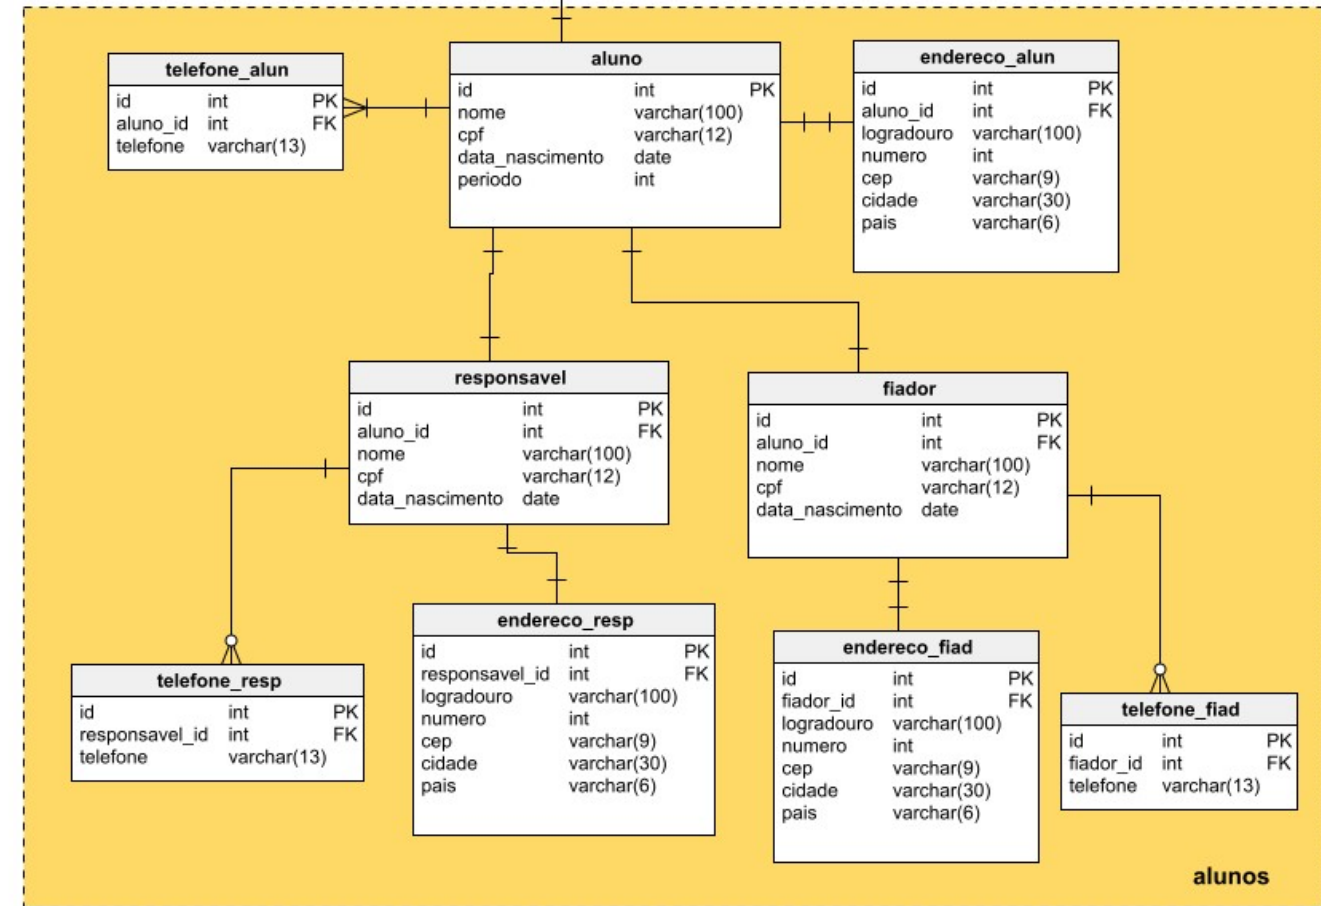 telefone_alun
id int PK
aluno_id int FK
telefone varchar(13)
aluno
id int PK
nome varchar(100)
cpf varchar(12)
data_nascimento date
periodo int
endereco_alun
id int PK
aluno_id int FK
logradouro varchar(100)
numero int
cep varchar(9)
cidade varchar(30)
pais varchar(6)
responsavel
id int PK
aluno_id int FK
nome varchar(100)
cpf varchar(12)
data_nascimento date
fiador
id int PK
aluno_id int FK
nome varchar(100)
cpf varchar(12)
data_nascimento date
telefone_resp
id int PK
responsavel_id int FK
telefone varchar(13)
endereco_resp
id int PK
responsavel_id int FK
logradouro varchar(100)
numero int
cep varchar(9)
cidade varchar(30)
pais varchar(6)
endereco_fiad
id int PK
fiador_id int FK
logradouro varchar(100)
numero int
cep varchar(9)
cidade varchar(30)
pais varchar(6)
telefone_fiad
id int PK
fiador_id int FK
telefone varchar(13)
alunos